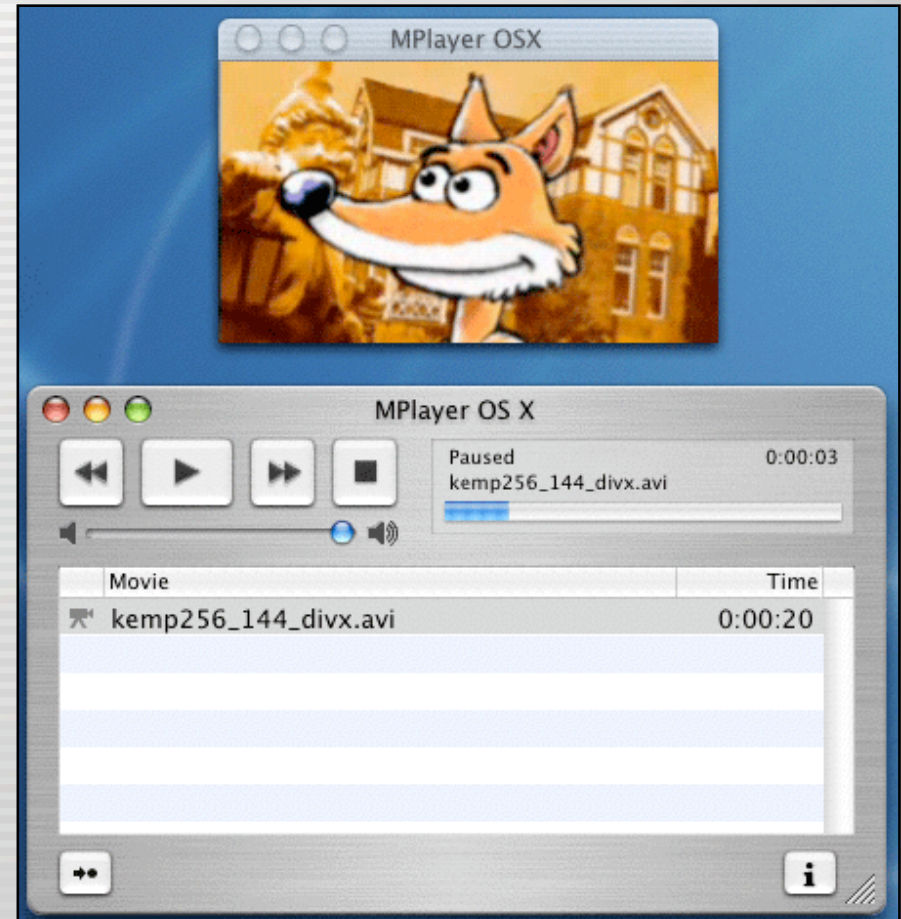 MPlayer OSX
MPlayer OS X
Paused 0:00:03
kemp256_144_divx.avi
Movie Time
kemp256_144_divx.avi 0:00:20
i